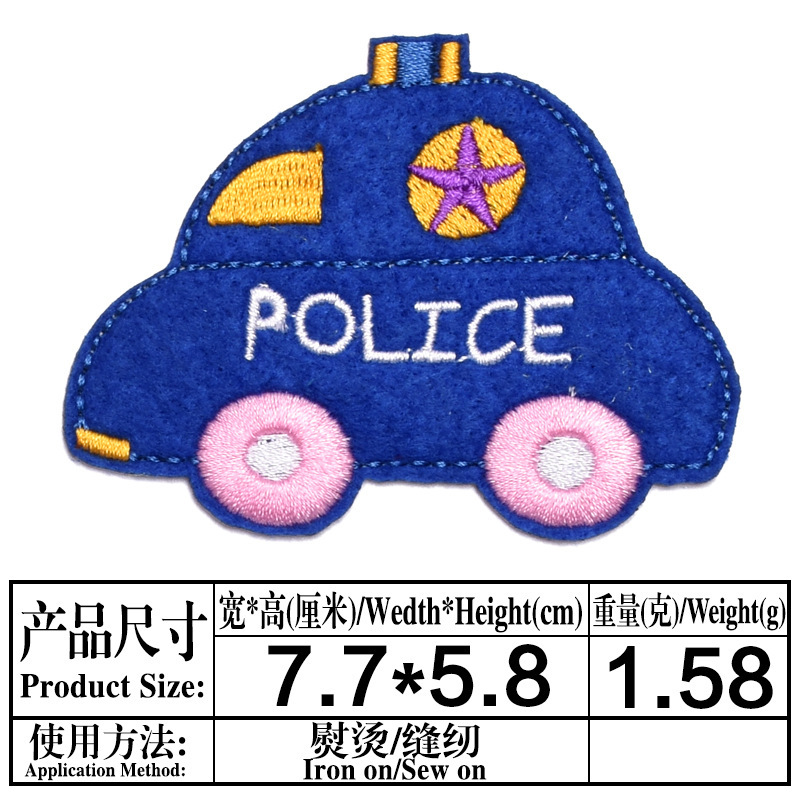 POLICE
产品尺寸
Product Size:
宽*高(厘米)/Wedth*Height(cm)
重量(克)/Weight(g)
7.7*5.8
1.58
使用方法:
Application Method:
熨烫/缝纫
Iron on/Sew on